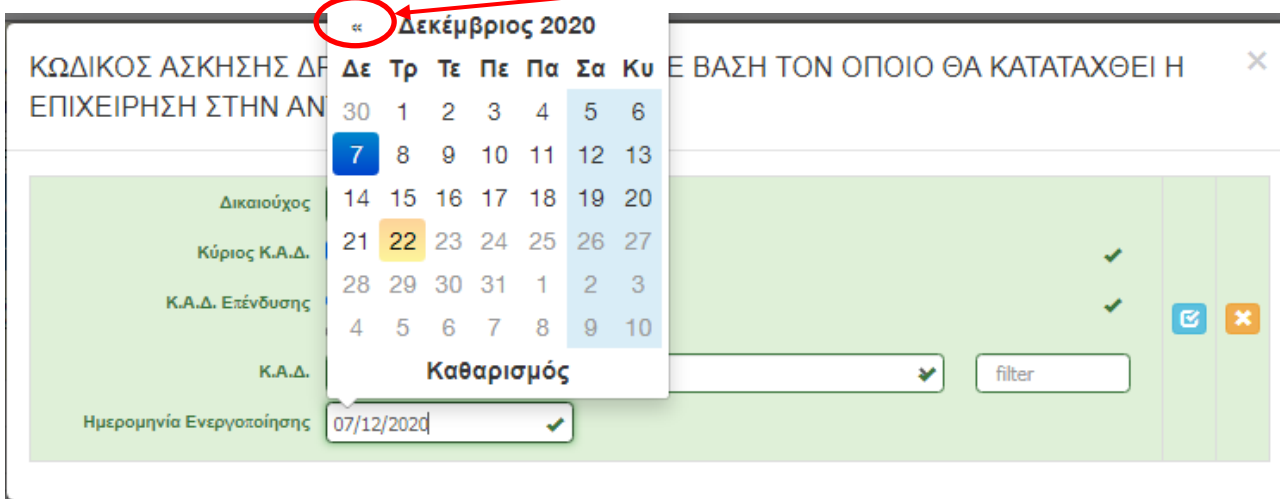 « Δεκέμβριος 2020
ΚΩΔΙΚΟΣ ΑΣΚΗΣΗΣ Δ Ε ΒΑΣΗ ΤΟΝ ΟΠΟΙΟ ΘΑ ΚΑΤΑΤΑΧΘΕΙ Η ×
ΕΠΙΧΕΙΡΗΣΗ ΣΤΗΝ ΑΝ
Δε Τρ Τε Πε Πα Σα Κυ
30 1 2 3 4 5 6
7 8 9 10 11 12 13
14 15 16 17 18 19 20
21 22 23 24 25 26 27
28 29 30 31 1 2 3
4 5 6 7 8 9 10
Καθαρισμός
Δικαιούχος
Κύριος Κ.Α.Δ.
Κ.Α.Δ. Επένδυσης
Κ.Α.Δ. filter
Ημερομηνία Ενεργοποίησης 07/12/2020